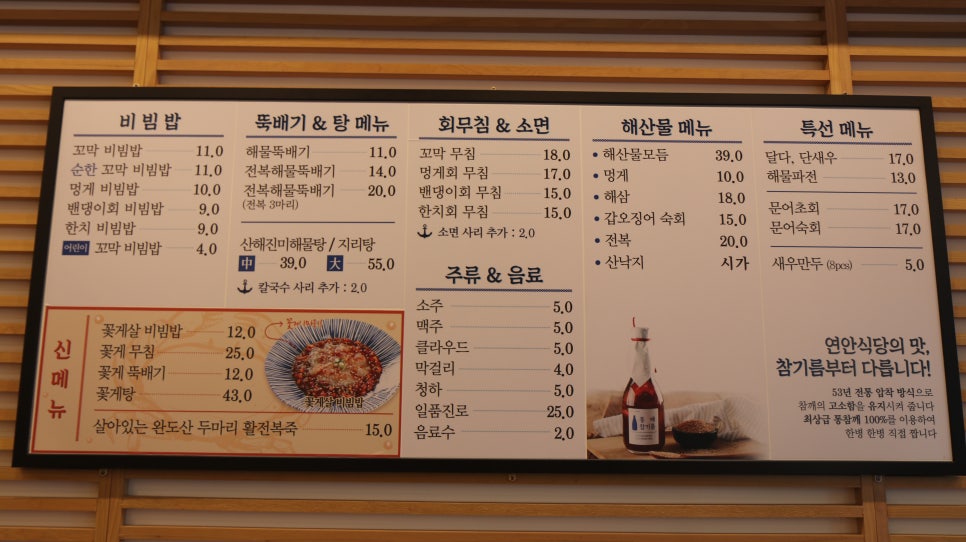 비빔밥
꼬막 비빔밥 11.0
순한 꼬막 비빔밥 11.0
멍게 비빔밥 10.0
밴댕이회 비빔밥 9.0
한치 비빔밥 9.0
어린이 꼬막 비빔밥 4.0
뚝배기 & 탕 메뉴
해물뚝배기 11.0
전복해물뚝배기 14.0
전복해물뚝배기 20.0
(전복 3마리)
산해진미해물탕 / 지리탕
中 39.0 大 55.0
칼국수 사리 추가 : 2.0
회무침 & 소면
꼬막 무침 18.0
멍게회 무침 17.0
밴댕이회 무침 15.0
한치회 무침 15.0
소면 사리 추가 : 2.0
주류 & 음료
소주 5.0
맥주 5.0
클라우드 5.0
막걸리 4.0
청하 5.0
일품진로 25.0
음료수 2.0
해산물 메뉴
• 해산물모듬 39.0
• 멍게 10.0
• 해삼 18.0
• 갑오징어 숙회 15.0
• 전복 20.0
• 산낙지 시가
특선 메뉴
달다, 단새우 17.0
해물파전 13.0
문어초회 17.0
문어숙회 17.0
새우만두 (8pcs) 5.0
신메뉴
꽃게살 비빔밥 12.0
꽃게 무침 25.0
꽃게 뚝배기 12.0
꽃게탕 43.0
꽃게살 비빔밥
살아있는 완도산 두마리 활전복죽 15.0
참기름
연안식당의 맛,
참기름부터 다릅니다!
53년 전통 압착 방식으로
참깨의 고소함을 유지시켜 줍니다
최상급 통참깨 100%를 이용하여
한병 한병 직접 짭니다